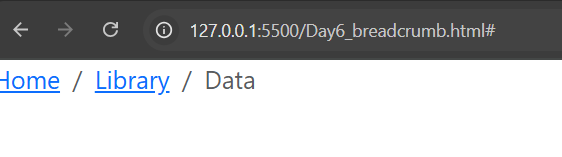 127.0.0.1:5500/Day6_breadcrumb.html#
Home / Library / Data